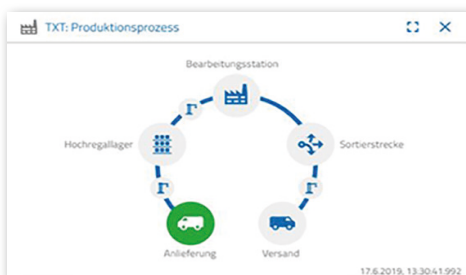 TXT: Produktionsprozess
Bearbeitungsstation
Hochregallager
Sortierstrecke
Anlieferung
Versand
17.6.2019, 13.30:41.992